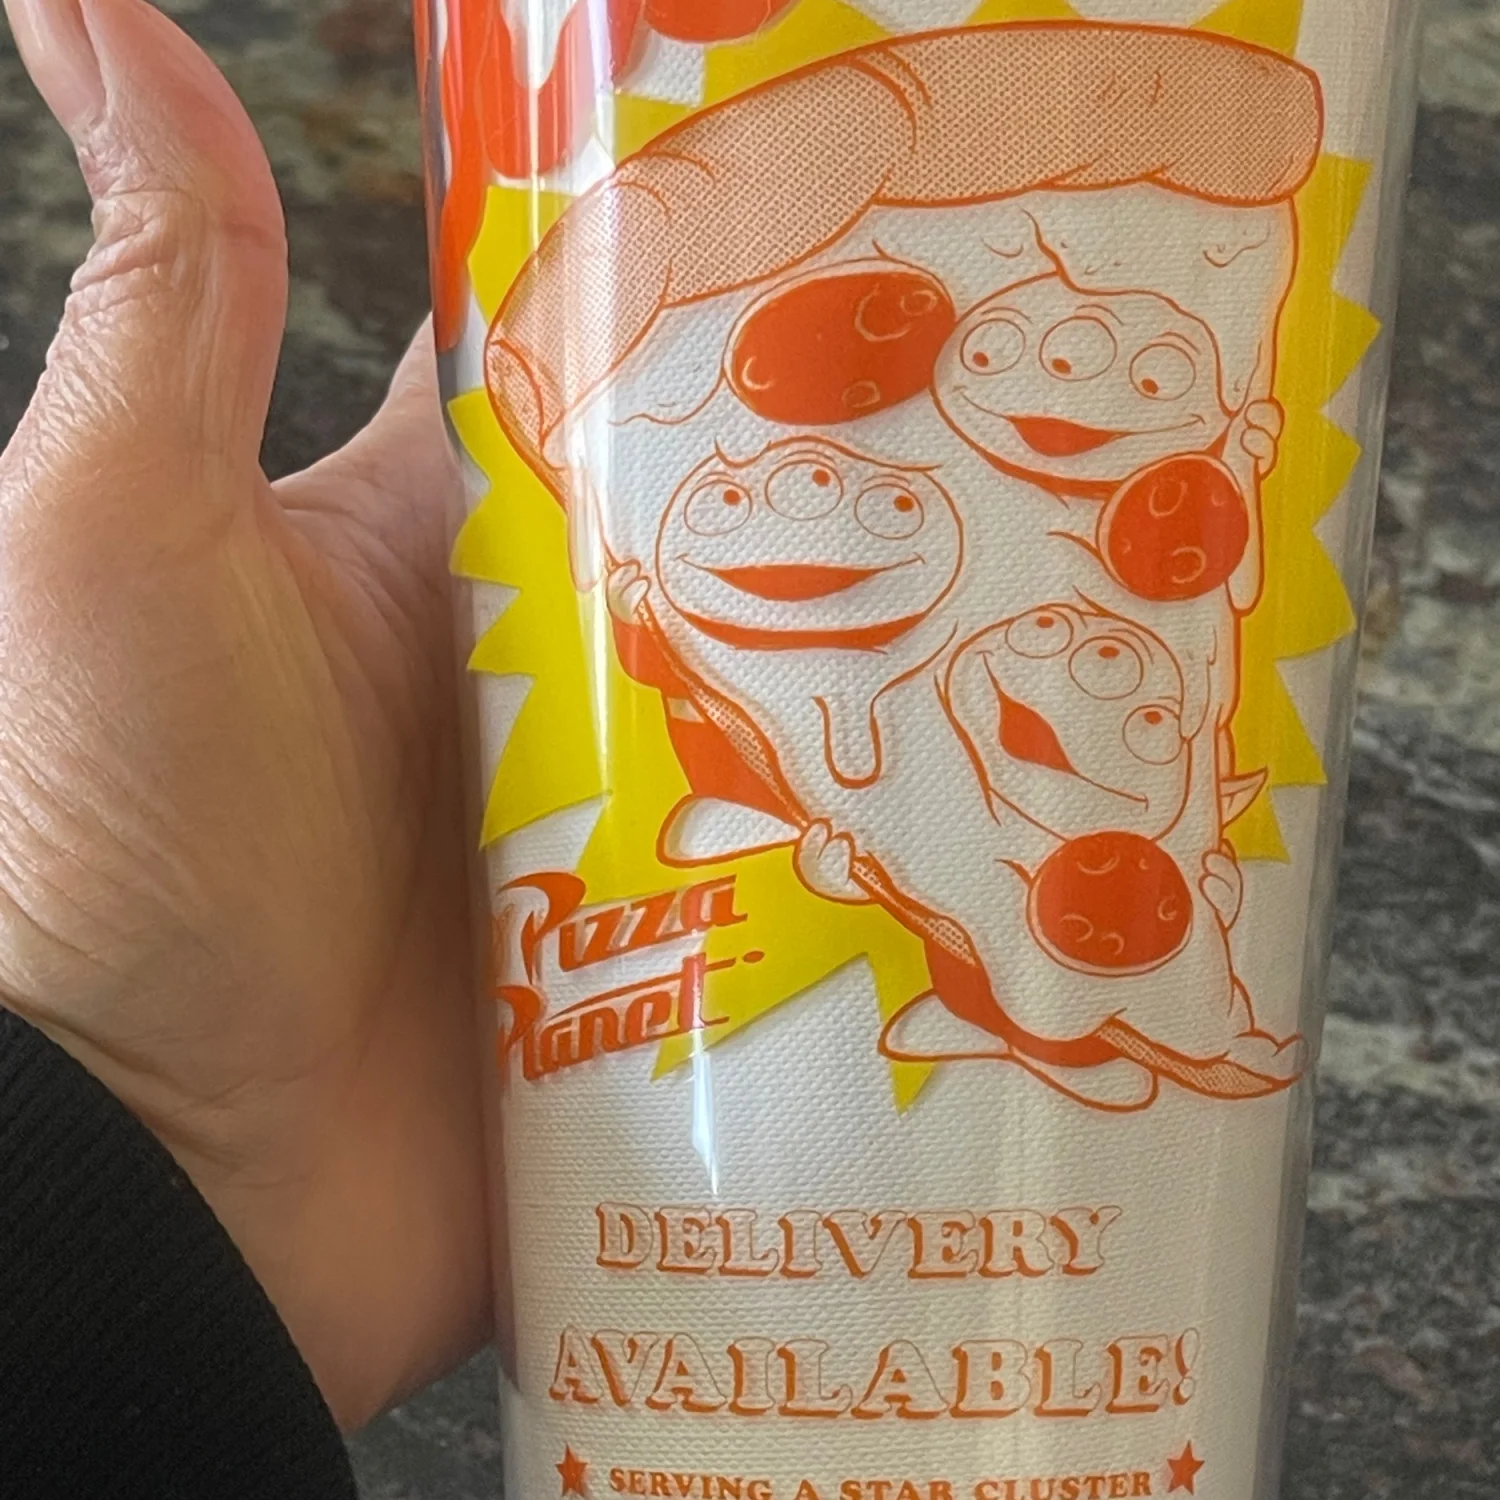 Pizza
Planet
DELIVERY
AVAILABLE!
SERVING A STAR CLUSTER